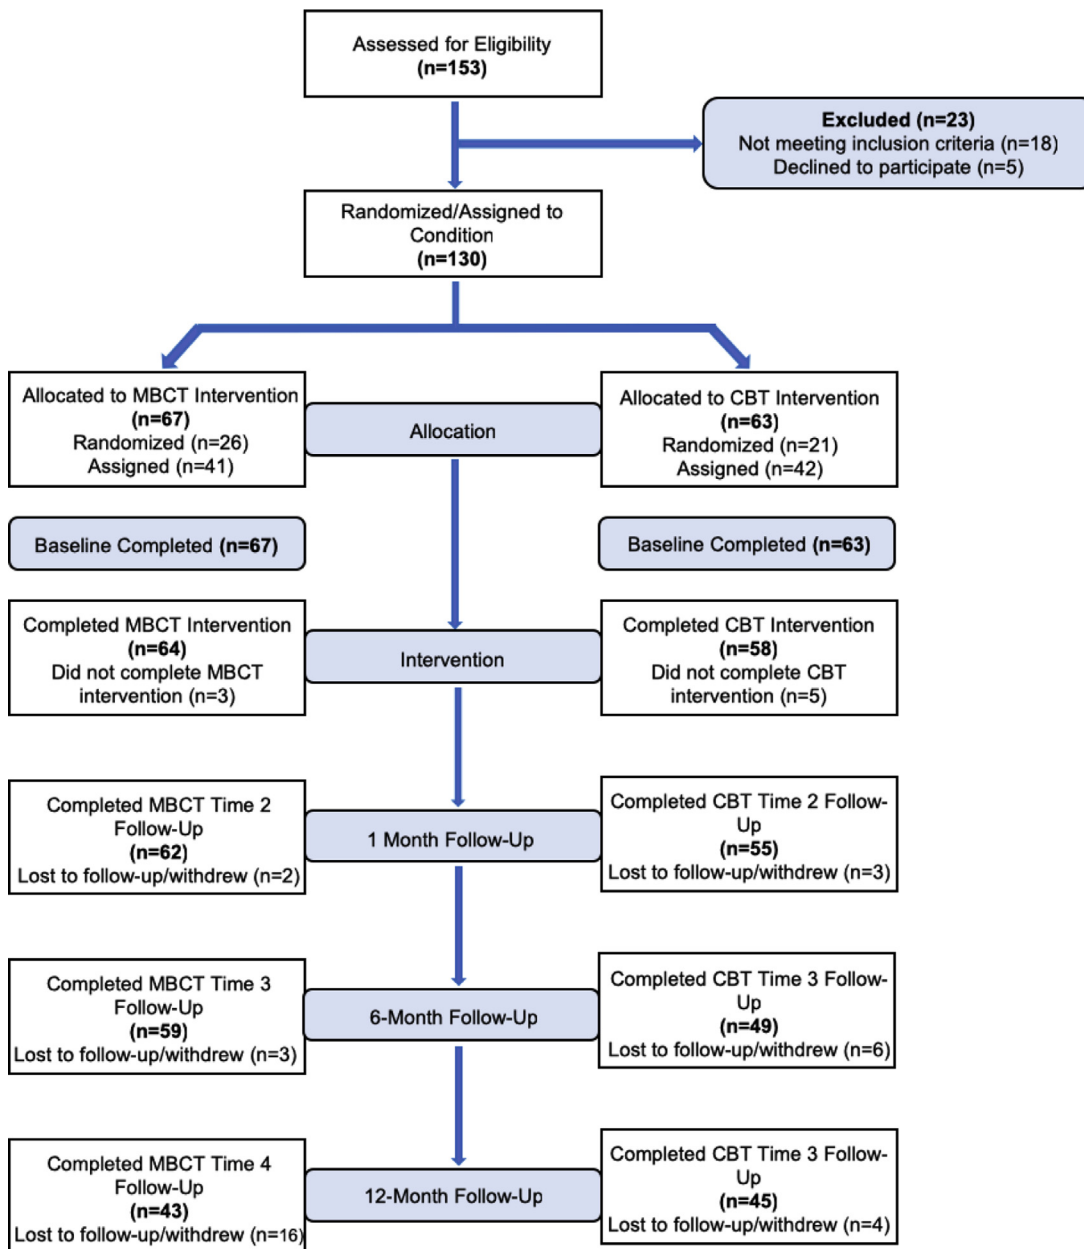 Assessed for Eligibility
(n=153)
Excluded (n=23)
Not meeting inclusion criteria (n=18)
Declined to participate (n=5)
Randomized/Assigned to
Condition
(n=130)
Allocated to MBCT Intervention
(n=67)
Randomized (n=26)
Assigned (n=41)
Allocation
Allocated to CBT Intervention
(n=63)
Randomized (n=21)
Assigned (n=42)
Baseline Completed (n=67)
Baseline Completed (n=63)
Completed MBCT Intervention
(n=64)
Did not complete MBCT
intervention (n=3)
Intervention
Completed CBT Intervention
(n=58)
Did not complete CBT
intervention (n=5)
Completed MBCT Time 2
Follow-Up
(n=62)
Lost to follow-up/withdrew (n=2)
1 Month Follow-Up
Completed CBT Time 2 Follow-
Up
(n=55)
Lost to follow-up/withdrew (n=3)
Completed MBCT Time 3
Follow-Up
(n=59)
Lost to follow-up/withdrew (n=3)
6-Month Follow-Up
Completed CBT Time 3 Follow-
Up
(n=49)
Lost to follow-up/withdrew (n=6)
Completed MBCT Time 4
Follow-Up
(n=43)
Lost to follow-up/withdrew (n=16)
12-Month Follow-Up
Completed CBT Time 3 Follow-
Up
(n=45)
Lost to follow-up/withdrew (n=4)